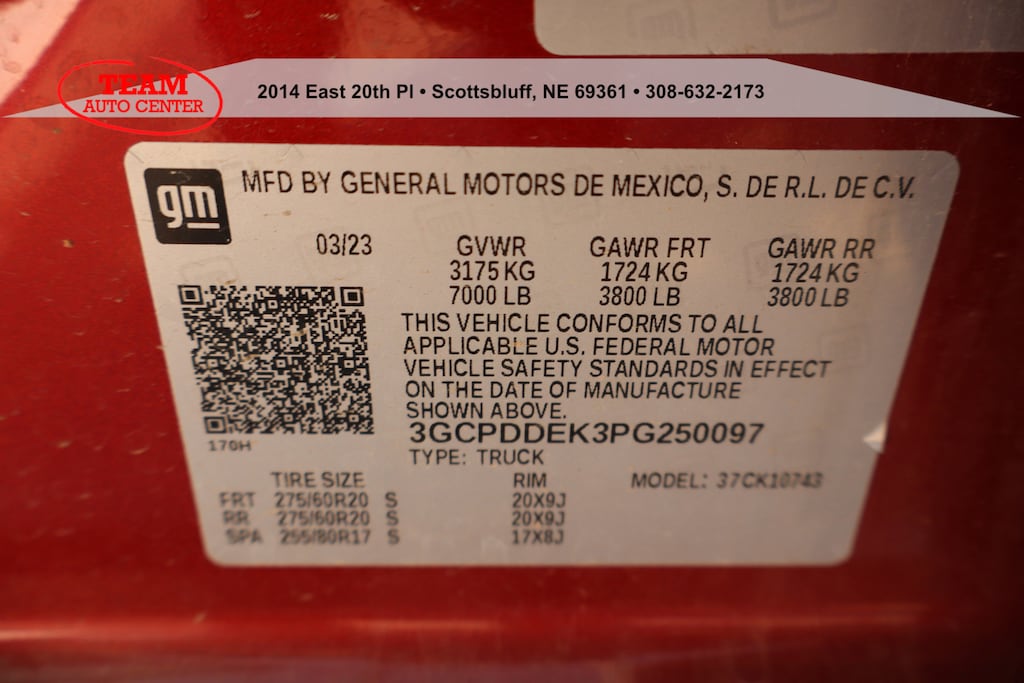 TEAM
AUTO CENTER
2014 East 20th Pl • Scottsbluff, NE 69361 • 308-632-2173
gm
MFD BY GENERAL MOTORS DE MEXICO, S. DE R.L. DE C.V.
03/23 GVWR GAWR FRT GAWR RR
3175 KG 1724 KG 1724 KG
7000 LB 3800 LB 3800 LB
THIS VEHICLE CONFORMS TO ALL
APPLICABLE U.S. FEDERAL MOTOR
VEHICLE SAFETY STANDARDS IN EFFECT
ON THE DATE OF MANUFACTURE
SHOWN ABOVE.
170H
3GCPDDEK3PG250097
TYPE: TRUCK
TIRE SIZE RIM MODEL: 37CK10743
FRT 275/60R20 S 20X9J
RR 275/60R20 S 20X9J
SPA 255/80R17 S 17X8J